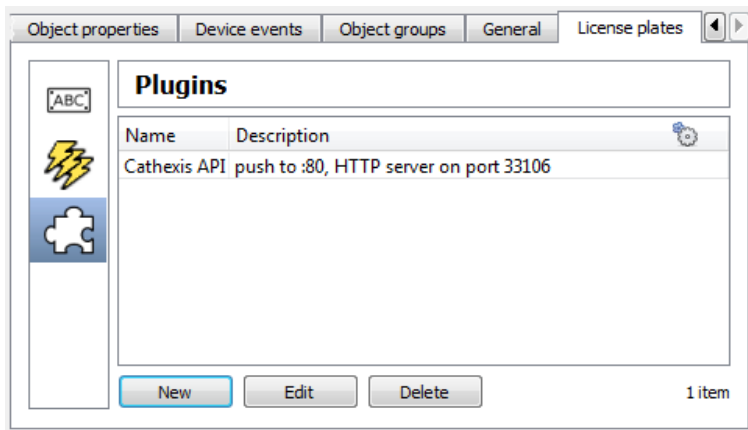 Object properties Device events Object groups General License plates
ABC
Plugins
Name Description
Cathexis API push to :80, HTTP server on port 33106
New Edit Delete 1 item